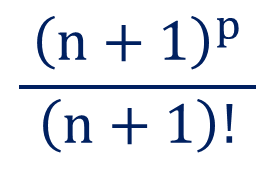 (n + 1)ᵖ
(n + 1)!